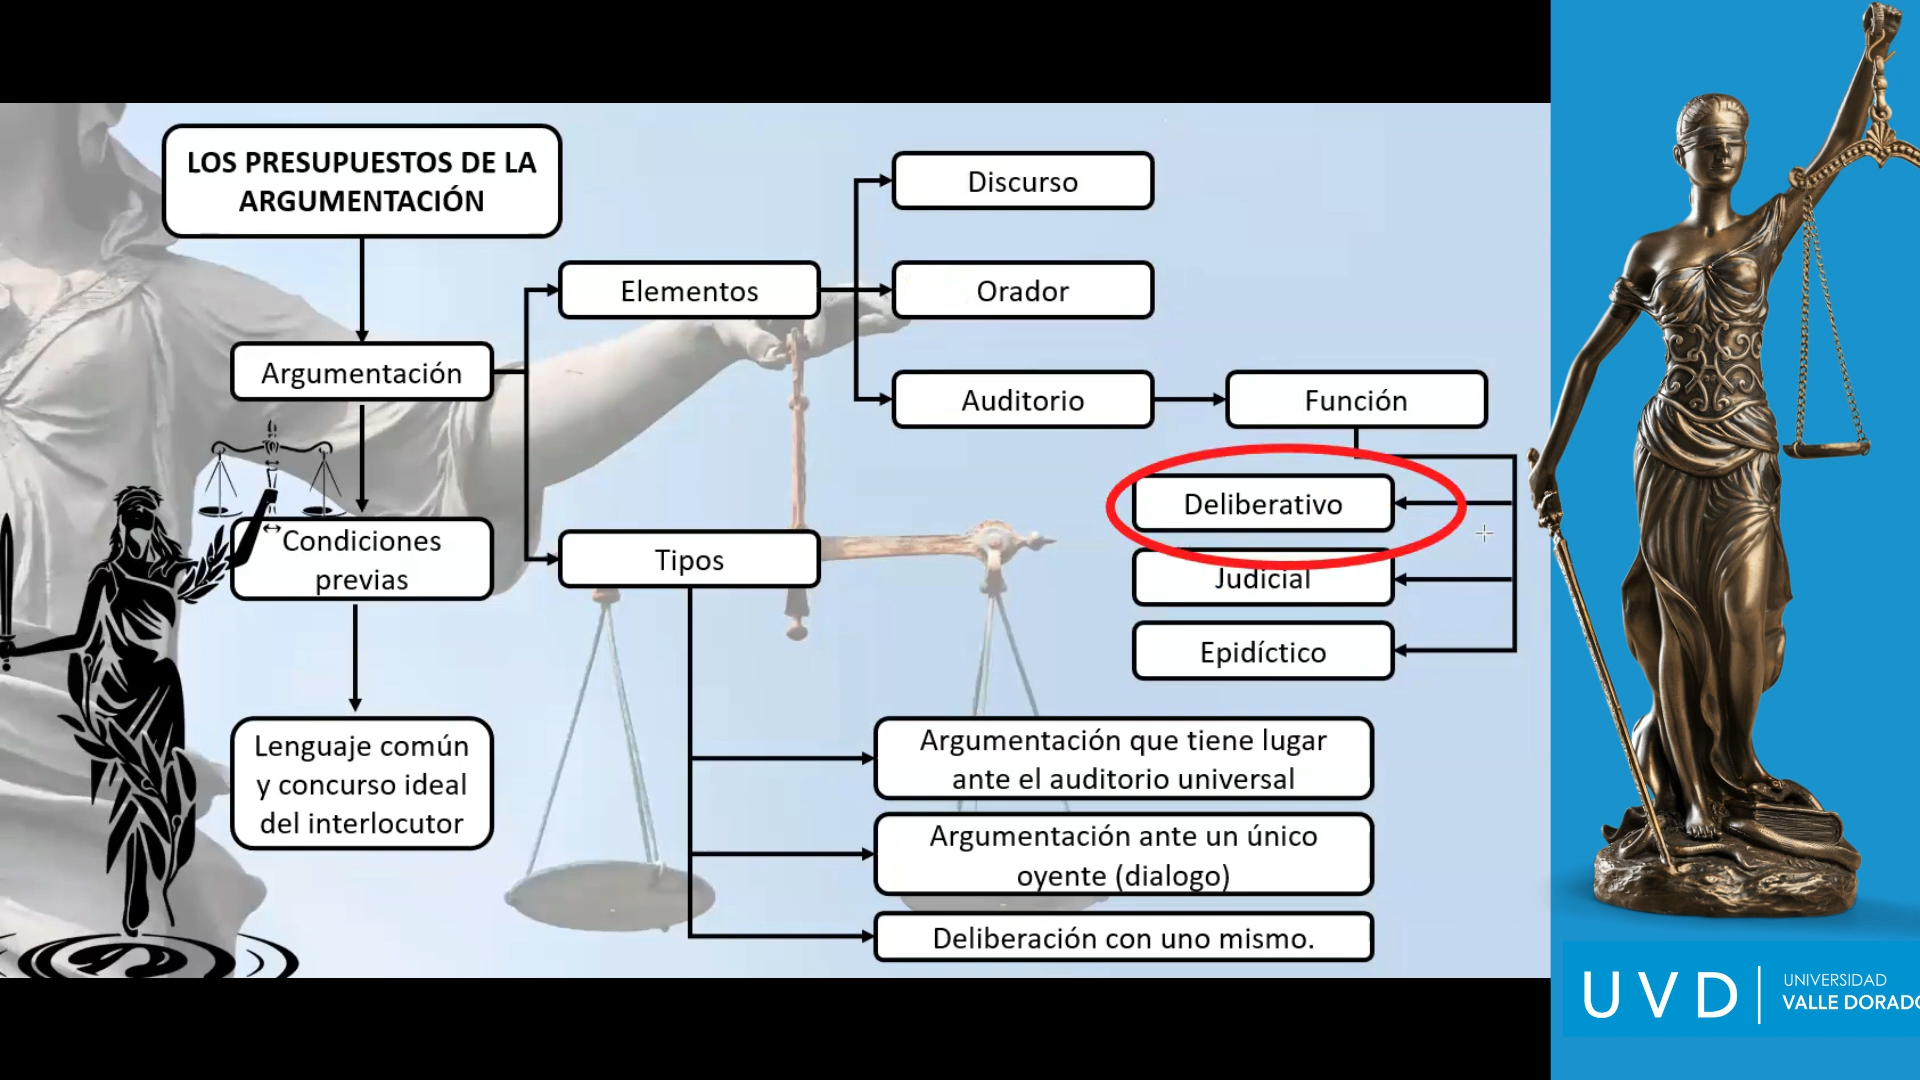 LOS PRESUPUESTOS DE LA
ARGUMENTACIÓN
Argumentación
Condiciones
previas
Lenguaje común
y concurso ideal
del interlocutor
Elementos
Tipos
Discurso
Orador
Auditorio
Función
Deliberativo
Judicial
Epidíctico
Argumentación que tiene lugar
ante el auditorio universal
Argumentación ante un único
oyente (dialogo)
Deliberación con uno mismo.
UVD
UNIVERSIDAD
VALLE DORADO